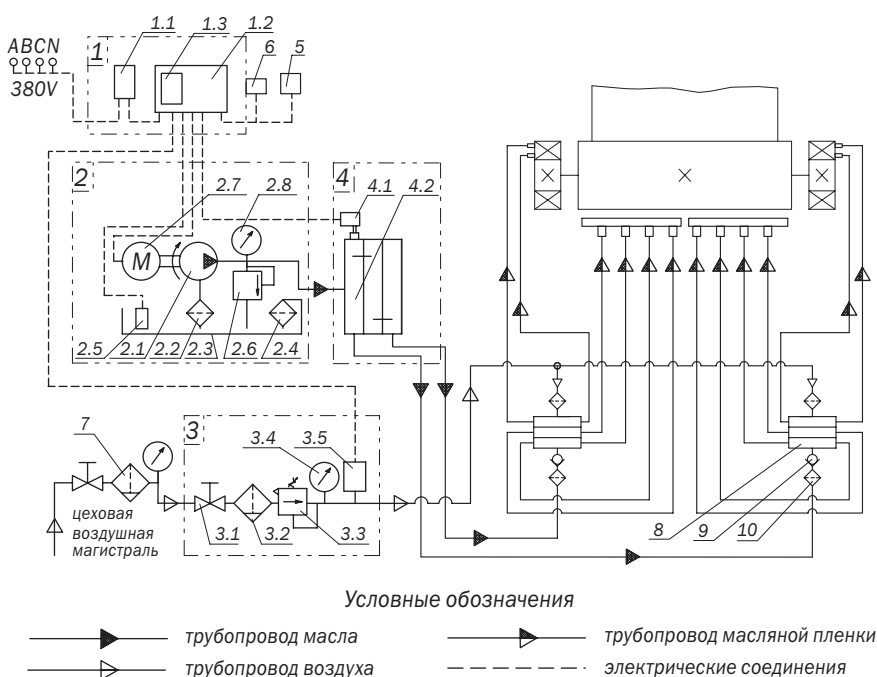 1.1
1.3
1.2
ABCN
1
6
5
380V
2
2.7
2.8
4
4.1
4.2
M
2.5
2.1
2.2
2.3
2.6
2.4
7
3
3.4
3.5
цеховая
воздушная
магистраль
3.1
3.2
3.3
8
9
10
Условные обозначения
трубопровод масла
трубопровод масляной пленки
трубопровод воздуха
электрические соединения